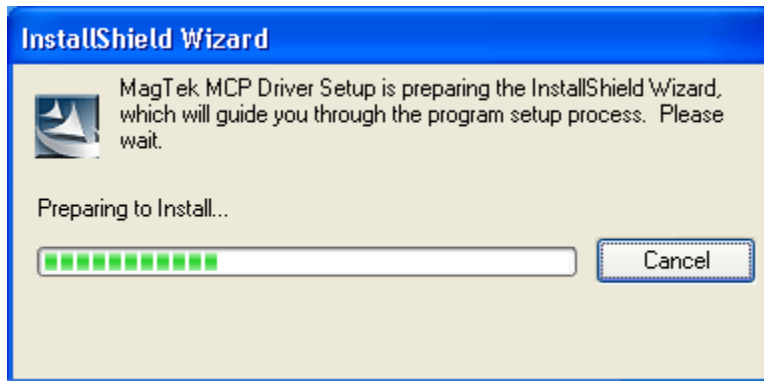 InstallShield Wizard
MagTek MCP Driver Setup is preparing the InstallShield Wizard,
which will guide you through the program setup process. Please
wait.
Preparing to Install...
Cancel